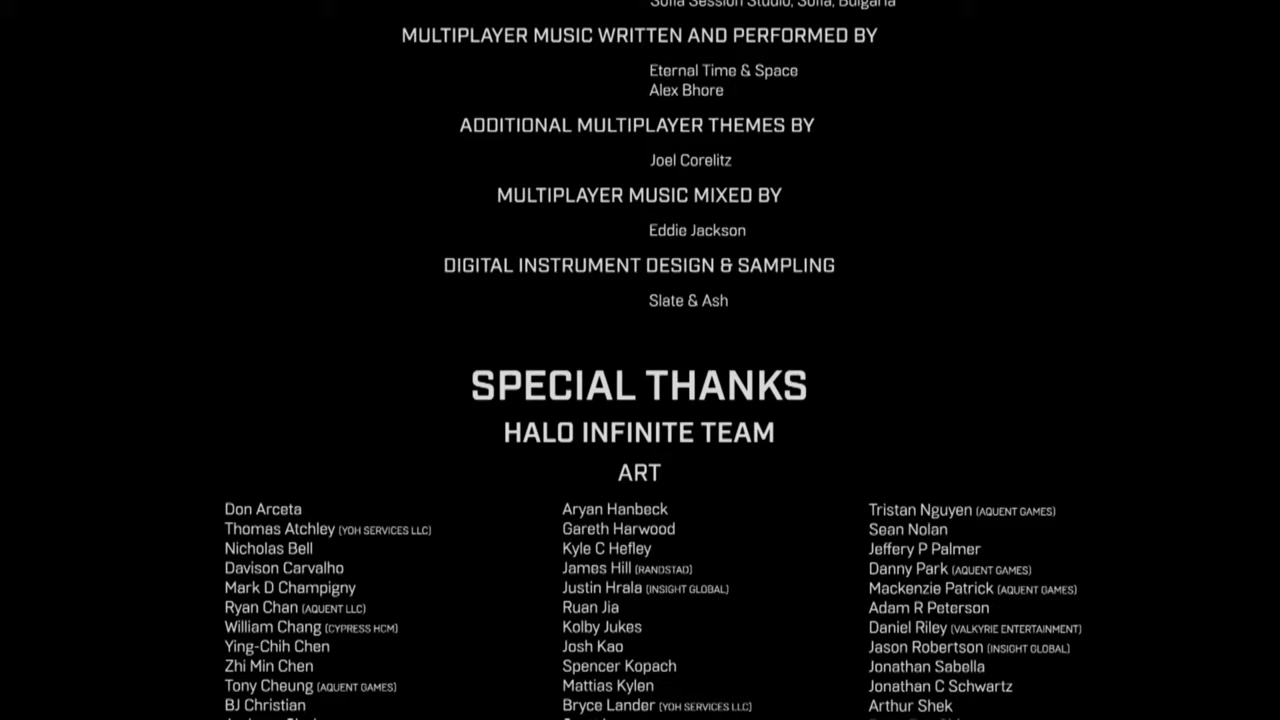 Sofia Session Studio, Sofia, Bulgaria
MULTIPLAYER MUSIC WRITTEN AND PERFORMED BY
Eternal Time & Space
Alex Bhore
ADDITIONAL MULTIPLAYER THEMES BY
Joel Corelitz
MULTIPLAYER MUSIC MIXED BY
Eddie Jackson
DIGITAL INSTRUMENT DESIGN & SAMPLING
Slate & Ash
SPECIAL THANKS
HALO INFINITE TEAM
ART
Don Arceta
Thomas Atchley (YOH SERVICES LLC)
Nicholas Bell
Davison Carvalho
Mark D Champigny
Ryan Chan (AQUENT LLC)
William Chang (CYPRESS HCM)
Ying-Chih Chen
Zhi Min Chen
Tony Cheung (AQUENT GAMES)
BJ Christian
Aryan Hanbeck
Gareth Harwood
Kyle C Hefley
James Hill (RANDSTAD)
Justin Hrala (INSIGHT GLOBAL)
Ruan Jia
Kolby Jukes
Josh Kao
Spencer Kopach
Mattias Kylen
Bryce Lander (YOH SERVICES LLC)
Tristan Nguyen (AQUENT GAMES)
Sean Nolan
Jeffery P Palmer
Danny Park (AQUENT GAMES)
Mackenzie Patrick (AQUENT GAMES)
Adam R Peterson
Daniel Riley (VALKYRIE ENTERTAINMENT)
Jason Robertson (INSIGHT GLOBAL)
Jonathan Sabella
Jonathan C Schwartz
Arthur Shek